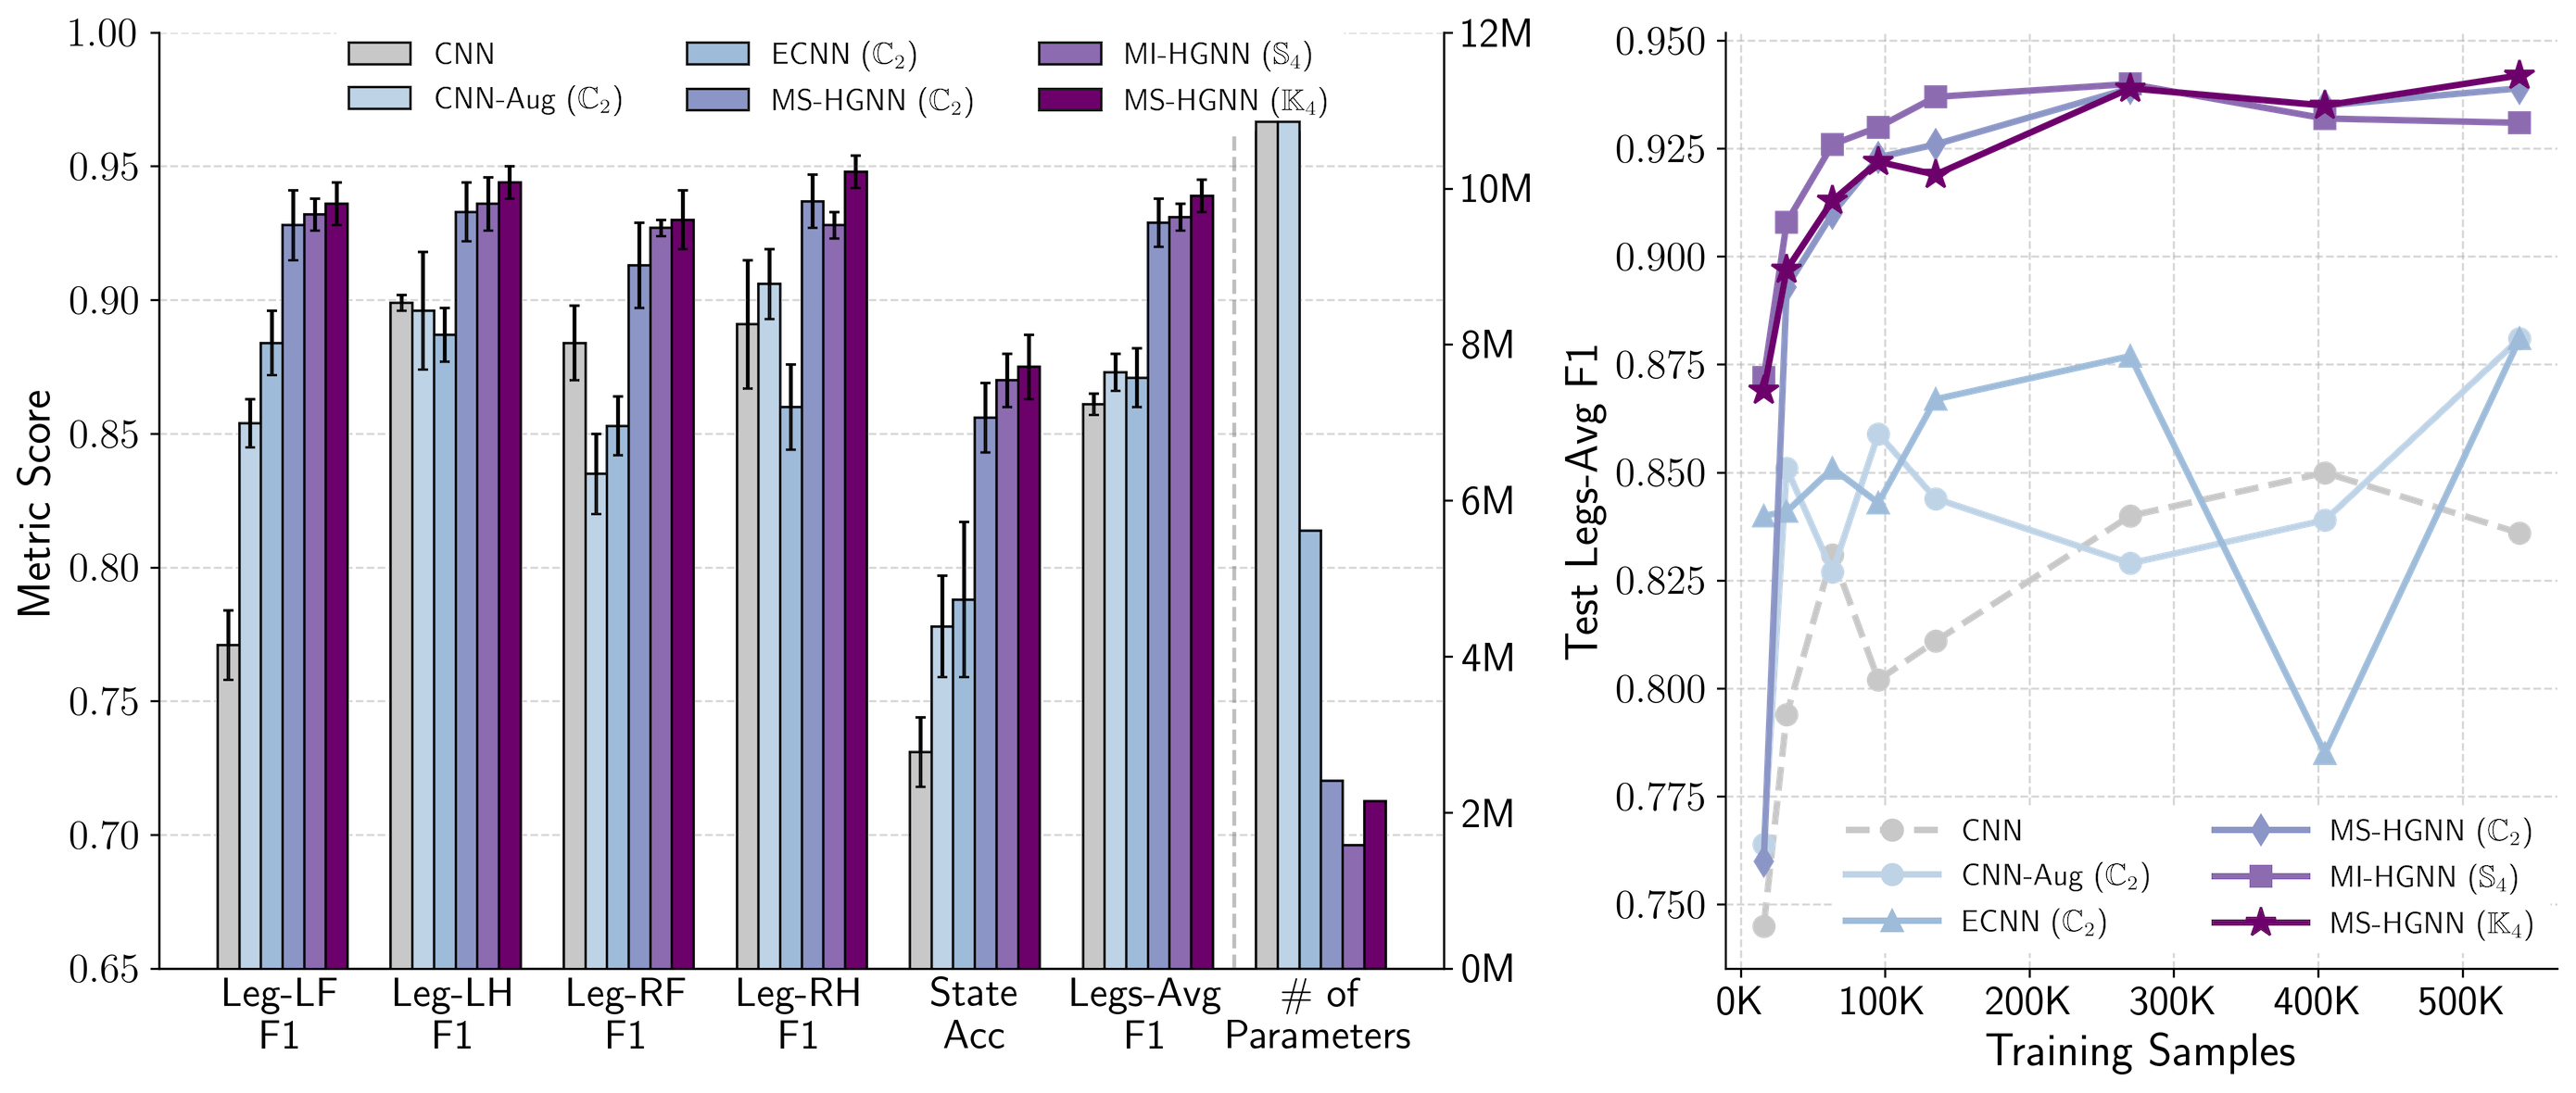 Metric Score
1.00
0.95
0.90
0.85
0.80
0.75
0.70
0.65
CNN
CNN-Aug (ℂ₂)
ECNN (ℂ₂)
MS-HGNN (ℂ₂)
MI-HGNN (𝕊₄)
MS-HGNN (𝕂₄)
12M
10M
8M
6M
4M
2M
0M
Leg-LF
F1
Leg-LH
F1
Leg-RF
F1
Leg-RH
F1
State
Acc
Legs-Avg
F1
# of
Parameters
Test Legs-Avg F1
0.950
0.925
0.900
0.875
0.850
0.825
0.800
0.775
0.750
CNN
CNN-Aug (ℂ₂)
ECNN (ℂ₂)
MS-HGNN (ℂ₂)
MI-HGNN (𝕊₄)
MS-HGNN (𝕂₄)
0K 100K 200K 300K 400K 500K
Training Samples